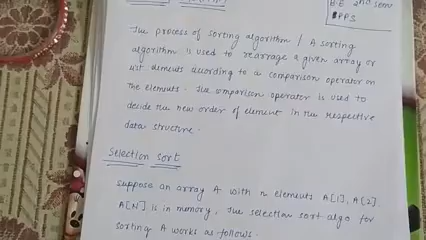 B.E 2nd sem
PPS
The process of sorting algorithm / A sorting
algorithm is used to rearrage a given array or
list elements according to a comparison operator on
the elements. The comparison operator is used to
decide the new order of element in the respective
data structure.
Selection sort
Suppose an array A with n elements A[1], A[2]
A[N] is in memory, The selection sort algo for
sorting A works as follows.